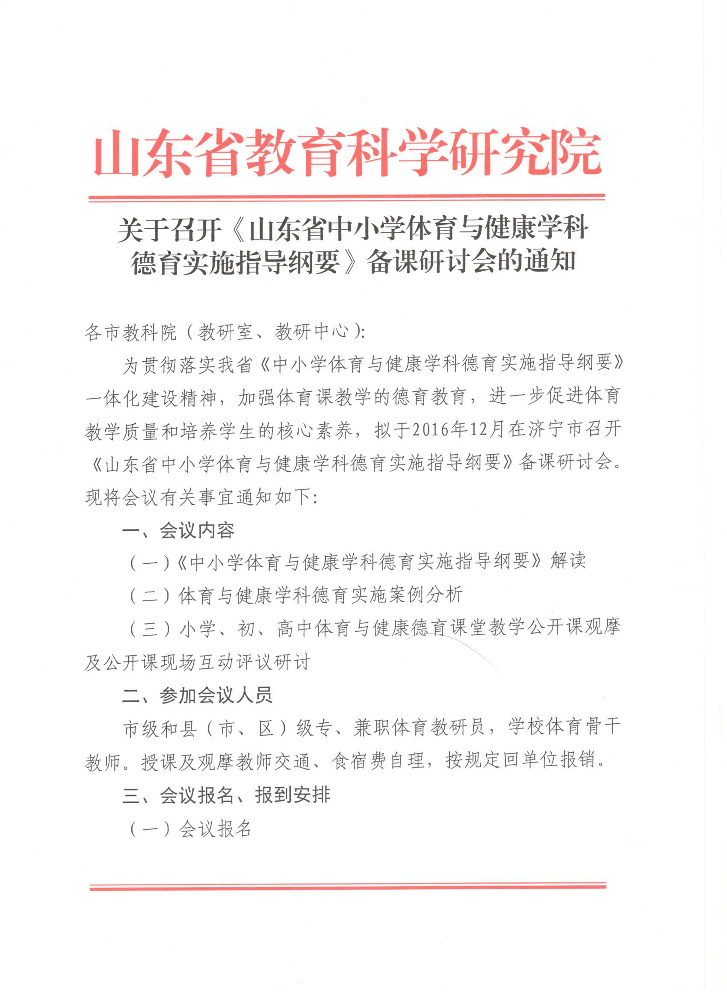 山东省教育科学研究院
关于召开《山东省中小学体育与健康学科
德育实施指导纲要》备课研讨会的通知
各市教科院（教研室、教研中心）：
为贯彻落实我省《中小学体育与健康学科德育实施指导纲要》
一体化建设精神，加强体育课教学的德育教育，进一步促进体育
教学质量和培养学生的核心素养，拟于2016年12月在济宁市召开
《山东省中小学体育与健康学科德育实施指导纲要》备课研讨会。
现将会议有关事宜通知如下：
一、会议内容
（一）《中小学体育与健康学科德育实施指导纲要》解读
（二）体育与健康学科德育实施案例分析
（三）小学、初、高中体育与健康德育课堂教学公开课观摩
及公开课现场互动评议研讨
二、参加会议人员
市级和县（市、区）级专、兼职体育教研员，学校体育骨干
教师。授课及观摩教师交通、食宿费自理，按规定回单位报销。
三、会议报名、报到安排
（一）会议报名